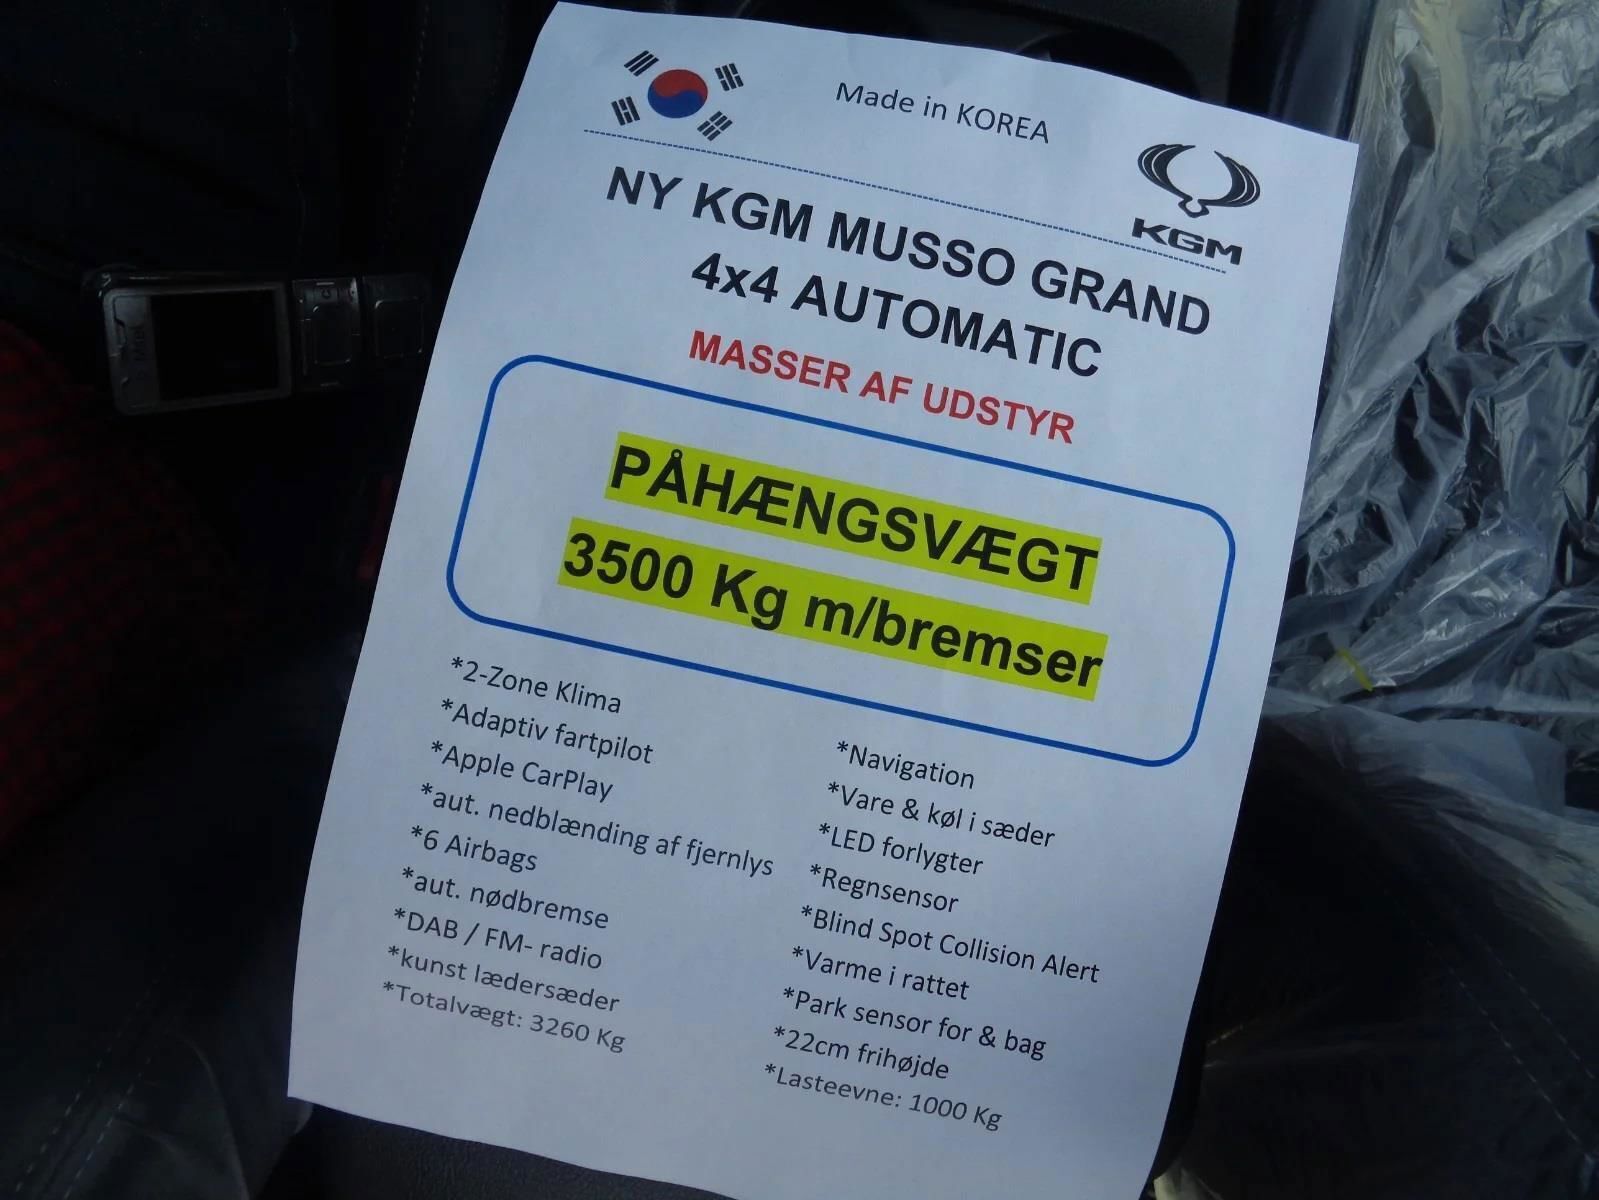 Made in KOREA
KGM
NY KGM MUSSO GRAND
4x4 AUTOMATIC
MASSER AF UDSTYR
PÅHÆNGSVÆGT
3500 Kg m/bremser
*2-Zone Klima
*Adaptiv fartpilot
*Apple CarPlay
*aut. nedblænding af fjernlys
*6 Airbags
*aut. nødbremse
*DAB / FM- radio
*kunst lædersæder
*Totalvægt: 3260 Kg
*Navigation
*Vare & køl i sæder
*LED forlygter
*Regnsensor
*Blind Spot Collision Alert
*Varme i rattet
*Park sensor for & bag
*22cm frihøjde
*Lasteevne: 1000 Kg